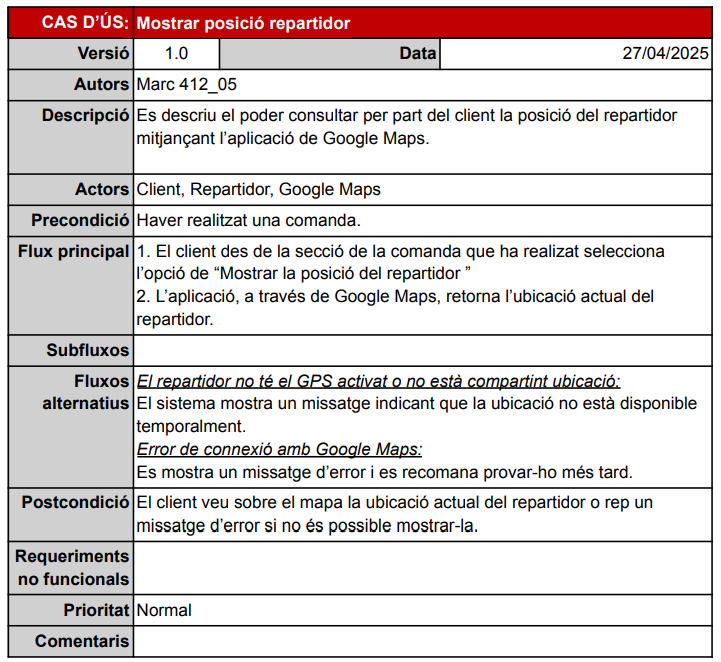 CAS D’ÚS: Mostrar posició repartidor
Versió 1.0 Data 27/04/2025
Autors Marc 412_05
Descripció Es descriu el poder consultar per part del client la posició del repartidor
mitjançant l’aplicació de Google Maps.
Actors Client, Repartidor, Google Maps
Precondició Haver realitzat una comanda.
Flux principal 1. El client des de la secció de la comanda que ha realizat selecciona
l’opció de “Mostrar la posició del repartidor ”
2. L’aplicació, a través de Google Maps, retorna l’ubicació actual del
repartidor.
Subfluxos
Fluxos El repartidor no té el GPS activat o no està compartint ubicació:
alternatius El sistema mostra un missatge indicant que la ubicació no està disponible
temporalment.
Error de connexió amb Google Maps:
Es mostra un missatge d’error i es recomana provar-ho més tard.
Postcondició El client veu sobre el mapa la ubicació actual del repartidor o rep un
missatge d’error si no és possible mostrar-la.
Requeriments
no funcionals
Prioritat Normal
Comentaris